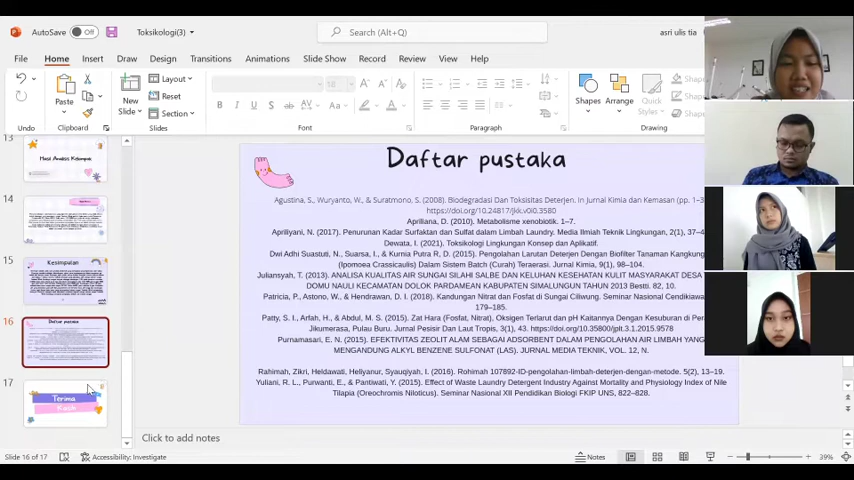 AutoSave Off Toksikologi(3) Search (Alt+Q) asri ulis tia
File Home Insert Draw Design Transitions Animations Slide Show Record Review View Help
Paste New Slide Layout Reset Section 18 Shapes Arrange Quick Styles
Undo Clipboard Slides Font Paragraph Drawing
13
Hasil Analisis Kelompok
14
15
Kesimpulan
16
Daftar pustaka
17
Terima
Kasih
Daftar pustaka
Agustina, S., Wuryanto, W., & Suratmono, S. (2008). Biodegradasi Dan Toksisitas Deterjen. In Jurnal Kimia dan Kemasan (pp. 1–3
https://doi.org/10.24817/jkk.v0i0.3580
Apriliana, D. (2010). Metabolisme xenobiotik. 1–7.
Apriliyani, N. (2017). Penurunan Kadar Surfaktan dan Sulfat dalam Limbah Laundry. Media Ilmiah Teknik Lingkungan, 2(1), 37–4
Dewata, I. (2021). Toksikologi Lingkungan Konsep dan Aplikatif.
Dwi Adhi Suastuti, N., Suarsa, I., & Kurnia Putra R, D. (2015). Pengolahan Larutan Deterjen Dengan Biofilter Tanaman Kangkung
(Ipomoea Crassicaulis) Dalam Sistem Batch (Curah) Teraerasi. Jurnal Kimia, 9(1), 98–104.
Juliansyah, T. (2013). ANALISA KUALITAS AIR SUNGAI SILAHI SALBE DAN KELUHAN KESEHATAN KULIT MASYARAKAT DESA
DOMU NAULI KECAMATAN DOLOK PARDAMEAN KABUPATEN SIMALUNGUN TAHUN 2013 Bestti. 82, 10.
Patricia, P., Astono, W., & Hendrawan, D. I. (2018). Kandungan Nitrat dan Fosfat di Sungai Ciliwung. Seminar Nasional Cendikiawa
179–185.
Patty, S. I., Arfah, H., & Abdul, M. S. (2015). Zat Hara (Fosfat, Nitrat), Oksigen Terlarut dan pH Kaitannya Dengan Kesuburan di Per
Jikumerasa, Pulau Buru. Jurnal Pesisir Dan Laut Tropis, 3(1), 43. https://doi.org/10.35800/jplt.3.1.2015.9578
Purnamasari, E. N. (2015). EFEKTIVITAS ZEOLIT ALAM SEBAGAI ADSORBENT DALAM PENGOLAHAN AIR LIMBAH YANG
MENGANDUNG ALKYL BENZENE SULFONAT (LAS). JURNAL MEDIA TEKNIK, VOL. 12, N.
Rahimah, Zikri, Heldawati, Heliyanur, Syauqiyah, I. (2016). Rohimah 107892-ID-pengolahan-limbah-deterjen-dengan-metode. 5(2), 13–19.
Yuliani, R. L., Purwanti, E., & Pantiwati, Y. (2015). Effect of Waste Laundry Detergent Industry Against Mortality and Physiology Index of Nile
Tilapia (Oreochromis Niloticus). Seminar Nasional XII Pendidikan Biologi FKIP UNS, 822–828.
Click to add notes
Slide 16 of 17 Accessibility: Investigate Notes 39%